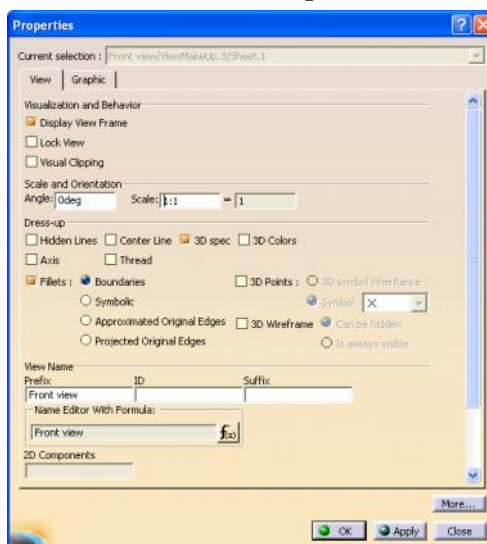 Properties
Current selection : Front view/ViewMakeUp.3/Sheet.1
View Graphic
Visualization and Behavior
Display View Frame
Lock View
Visual Clipping
Scale and Orientation
Angle: 0deg Scale: 1:1 = 1
Dress-up
Hidden Lines Center Line 3D spec 3D Colors
Axis Thread
Fillets : Boundaries 3D Points : 3D symbol inheritance
Symbolic Symbol X
Approximated Original Edges 3D Wireframe Can be hidden
Projected Original Edges Is always visible
View Name
Prefix ID Suffix
Front view
Name Editor With Formula:
Front view f(x)
2D Components
More...
OK Apply Close